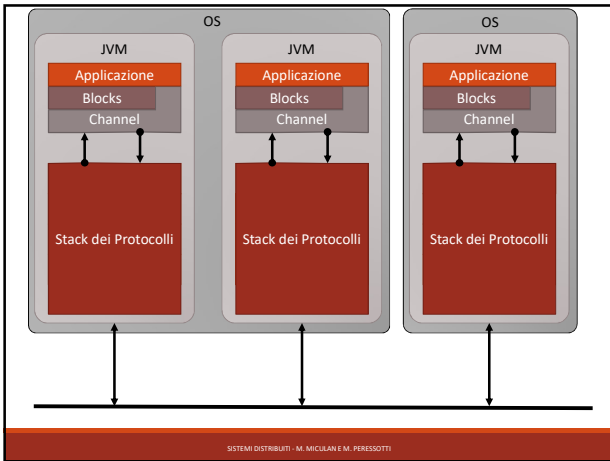 OS
OS
JVM
JVM
JVM
Applicazione
Applicazione
Applicazione
Blocks
Blocks
Blocks
Channel
Channel
Channel
Stack dei Protocolli
Stack dei Protocolli
Stack dei Protocolli
SISTEMI DISTRIBUITI - M. MICULAN E M. PERESSOTTI